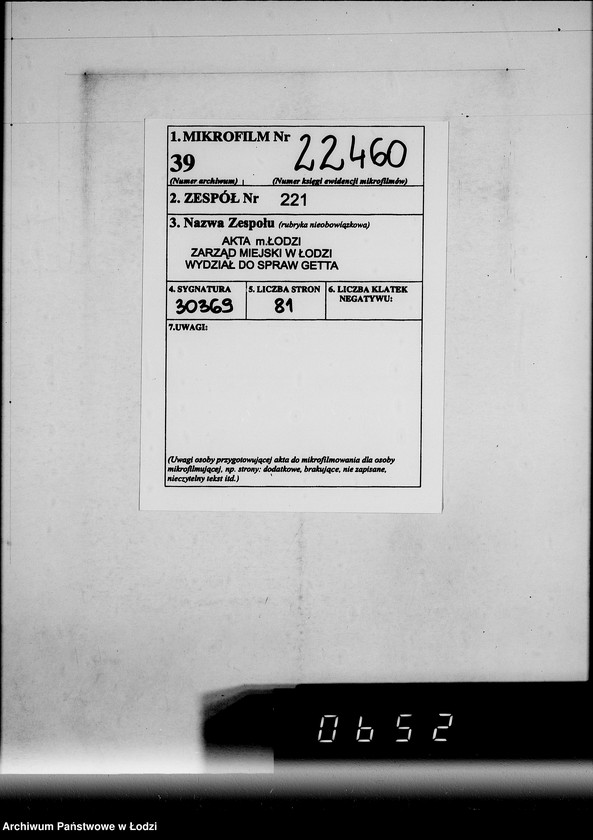 1. MIKROFILM Nr 22460
39
(Numer archiwum) (Numer księgi ewidencji mikrofilmów)
2. ZESPÓŁ Nr 221
3. Nazwa Zespołu (rubryka nieobowiązkowa)
AKTA m.ŁODZI
ZARZĄD MIEJSKI W ŁODZI
WYDZIAŁ DO SPRAW GETTA
4. SYGNATURA 5. LICZBA STRON 6. LICZBA KLATEK
NEGATYWU:
30369 81
7.UWAGI:
(Uwagi osoby przygotowującej akta do mikrofilmowania dla osoby
mikrofilmującej, np. strony: dodatkowe, brakujące, nie zapisane,
nieczytelny tekst itd.)
0652
Archiwum Państwowe w Łodzi